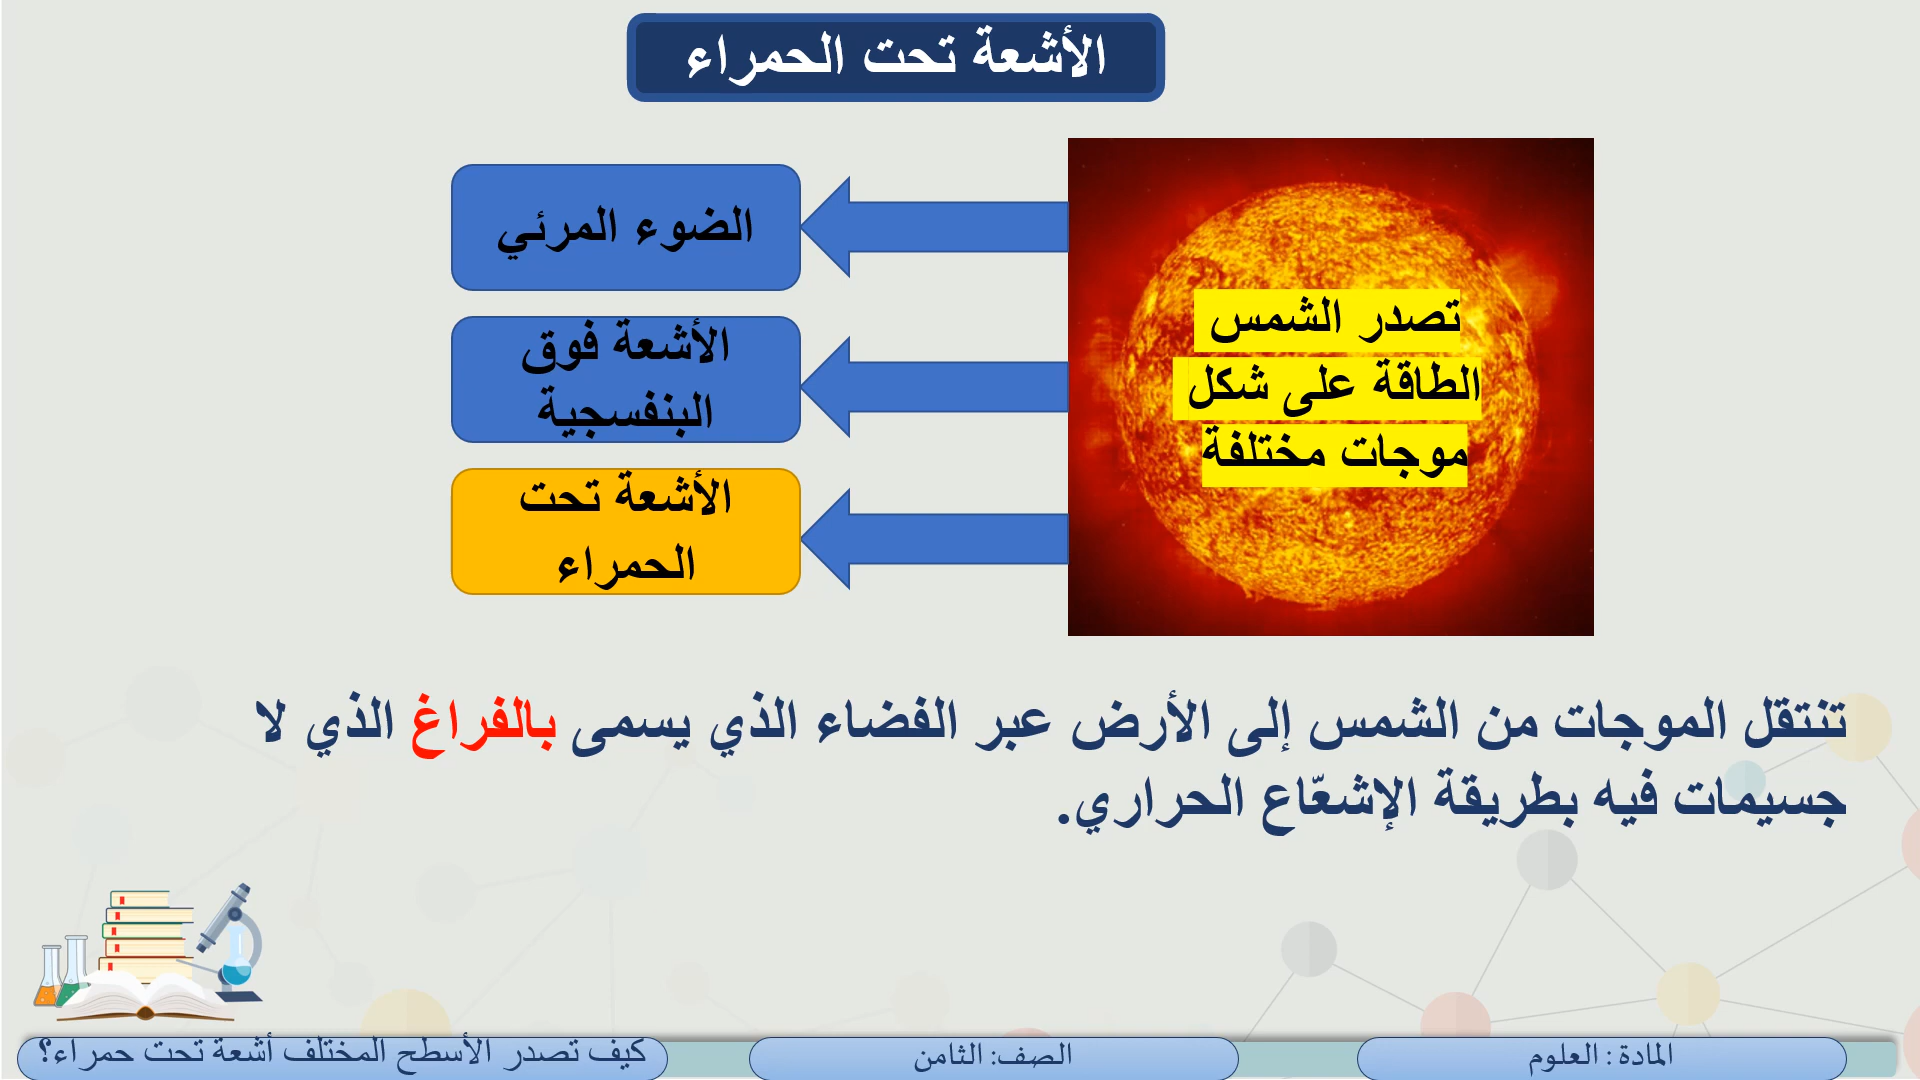 الأشعة تحت الحمراء
تصدر الشمس
الطاقة على شكل
موجات مختلفة
الضوء المرئي
الأشعة فوق
البنفسجية
الأشعة تحت
الحمراء
تنتقل الموجات من الشمس إلى الأرض عبر الفضاء الذي يسمى بالفراغ الذي لا
جسيمات فيه بطريقة الإشعّاع الحراري.
المادة : العلوم
الصف: الثامن
كيف تصدر الأسطح المختلف أشعة تحت حمراء؟